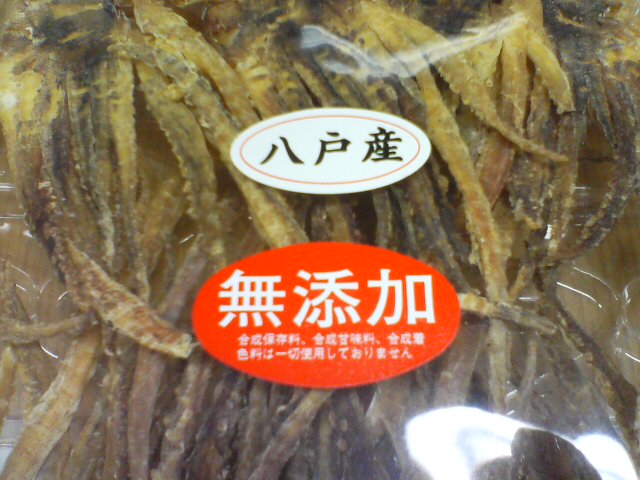 八戸産
無添加
合成保存料、合成甘味料、合成着
色料は一切使用しておりません